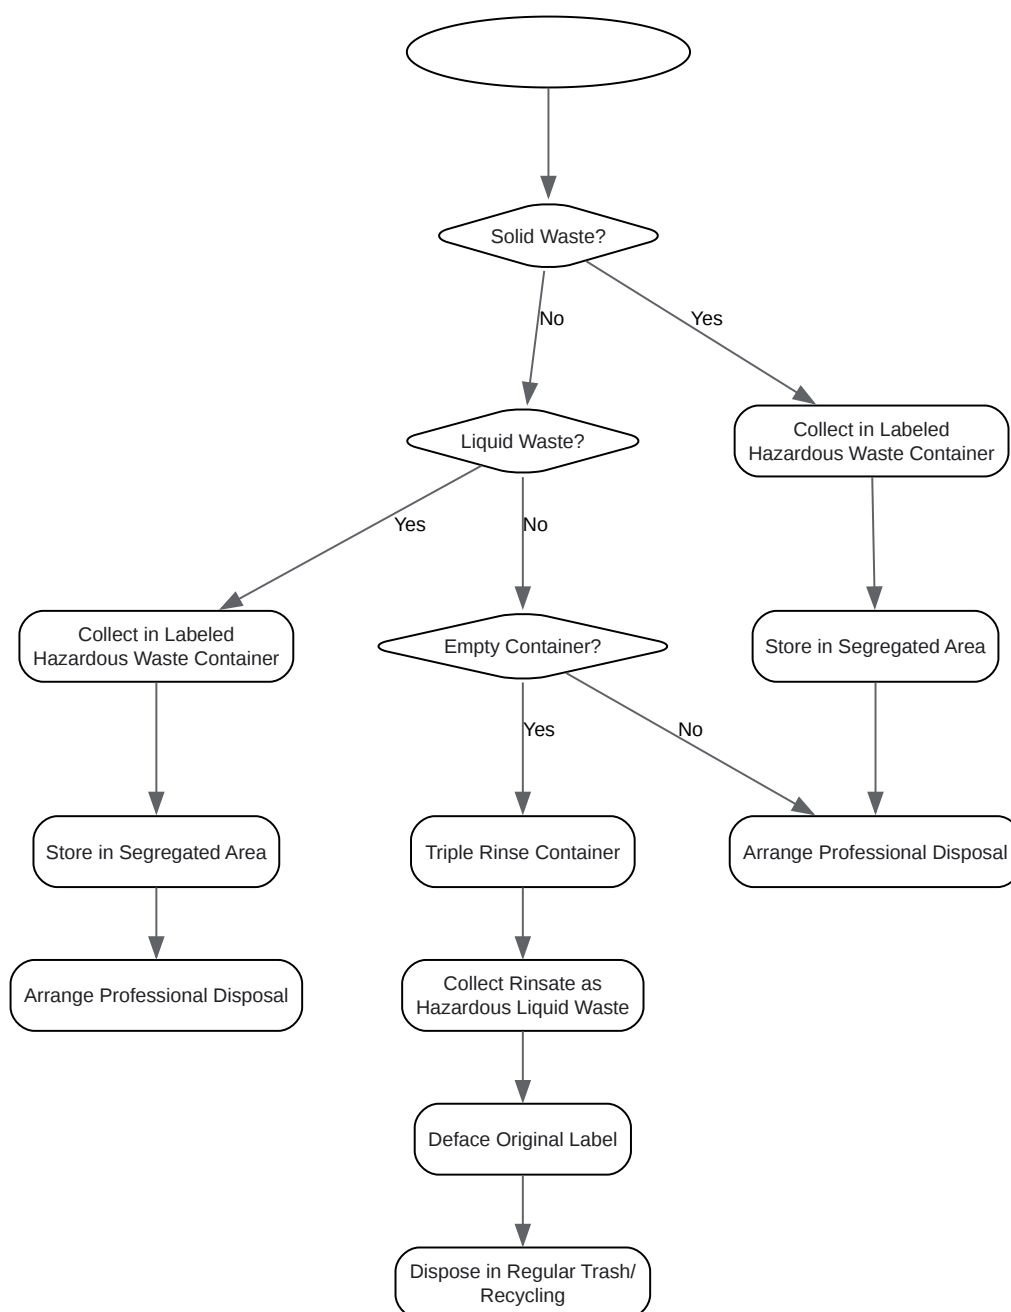 Solid Waste?
No
Yes
Liquid Waste?
Collect in Labeled
Hazardous Waste Container
Yes
No
Collect in Labeled
Hazardous Waste Container
Empty Container?
Store in Segregated Area
Yes
No
Store in Segregated Area
Triple Rinse Container
Arrange Professional Disposal
Arrange Professional Disposal
Collect Rinsate as
Hazardous Liquid Waste
Deface Original Label
Dispose in Regular Trash/
Recycling